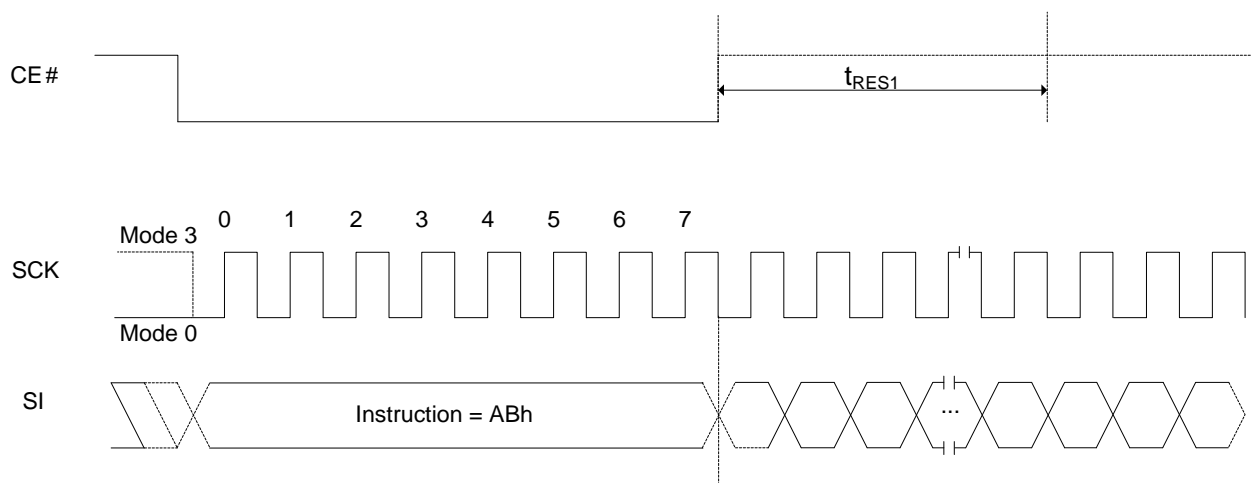 CE#
tRES1
0 1 2 3 4 5 6 7
Mode 3
SCK
Mode 0
SI
Instruction = ABh
...